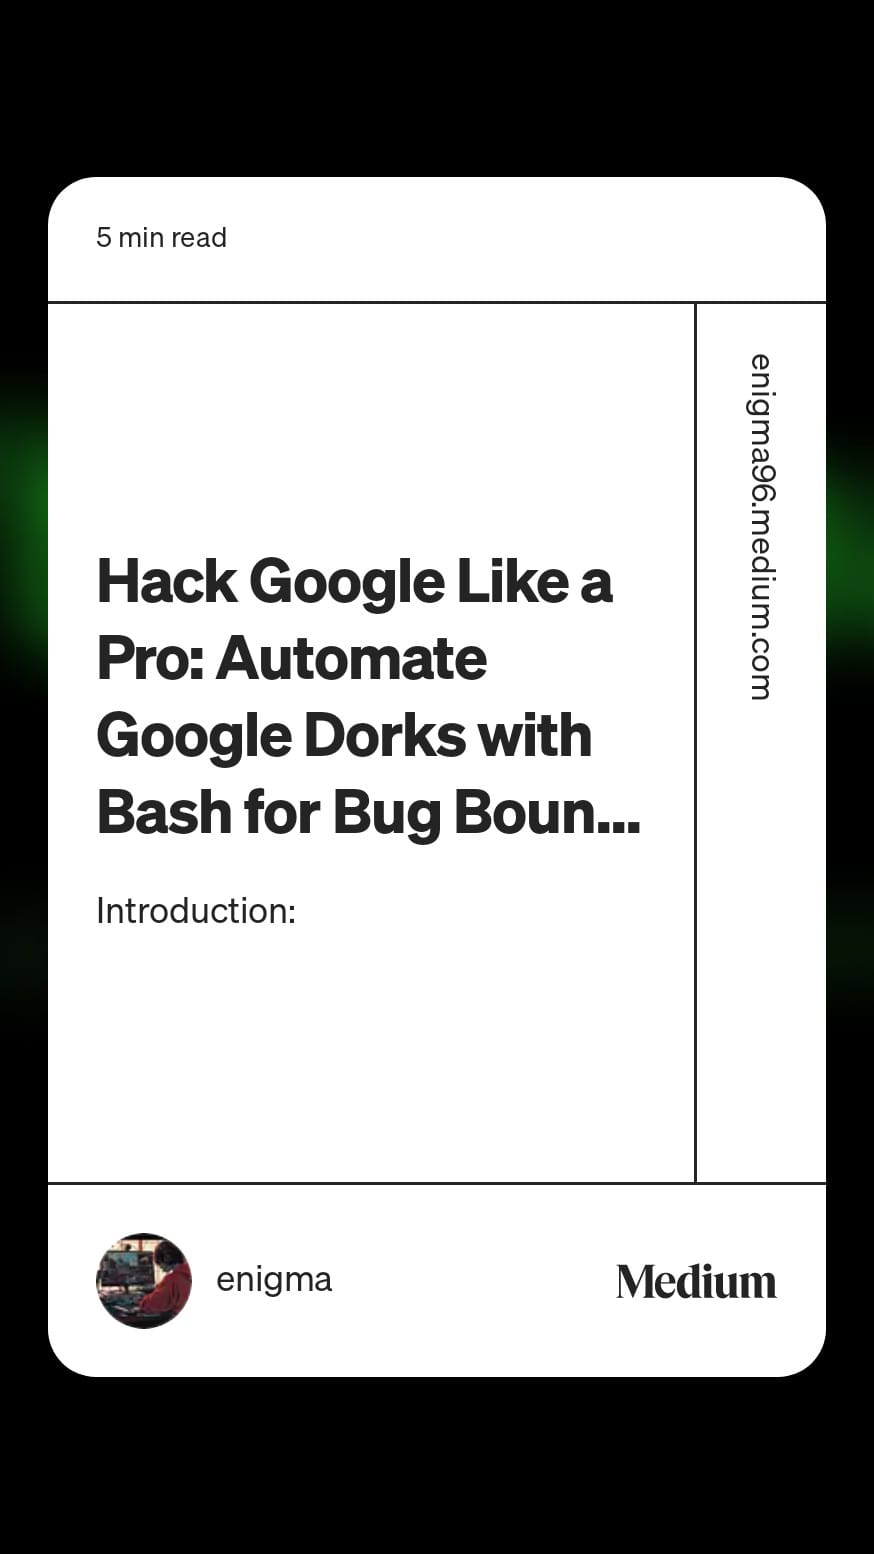 5 min read
enigma96.medium.com
Hack Google Like a
Pro: Automate
Google Dorks with
Bash for Bug Boun...
Introduction:
enigma
Medium